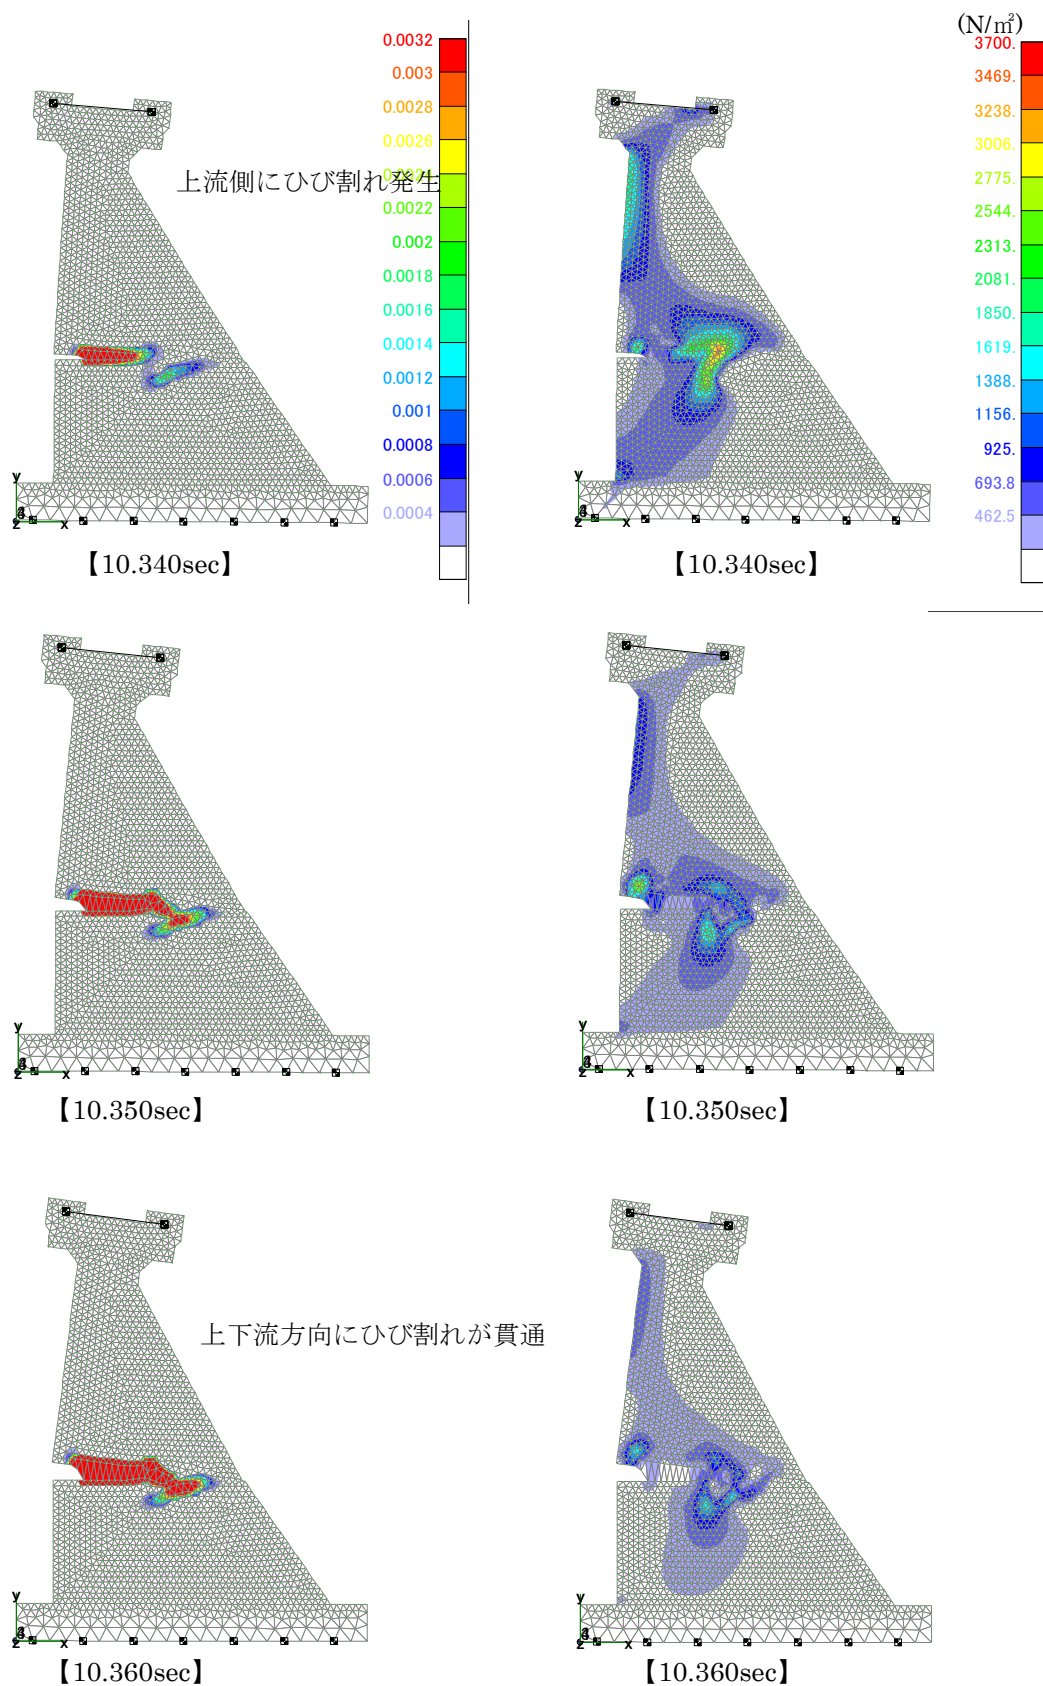 (N/㎡)
0.0032
0.003
0.0028
0.0026
0.0024
0.0022
0.002
0.0018
0.0016
0.0014
0.0012
0.001
0.0008
0.0006
0.0004
3700.
3469.
3238.
3006.
2775.
2544.
2313.
2081.
1850.
1619.
1388.
1156.
925.
693.8
462.5
上流側にひび割れ発生
y
z
x
y
z
x
【10.340sec】
【10.340sec】
y
z
x
y
z
x
【10.350sec】
【10.350sec】
上下流方向にひび割れが貫通
y
z
x
y
z
x
【10.360sec】
【10.360sec】